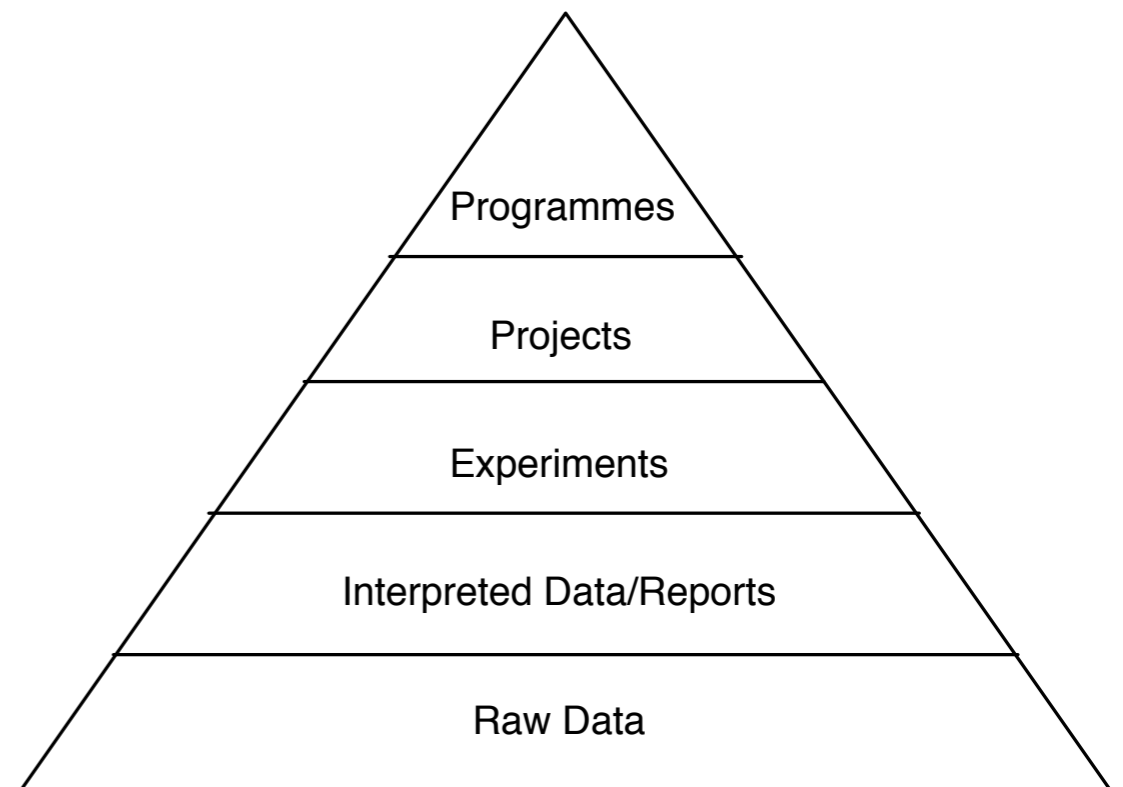 Programmes
Projects
Experiments
Interpreted Data/Reports
Raw Data